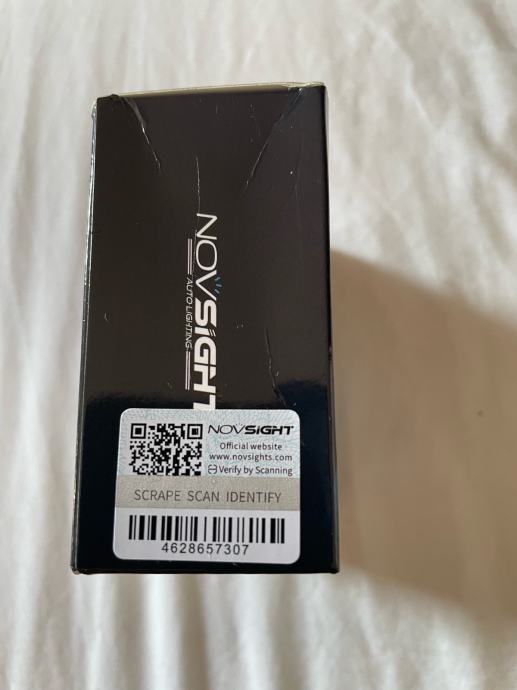 NOVSIGHT
AUTO LIGHTING
NOVSIGHT
Official website
www.novsights.com
Verify by Scanning
SCRAPE SCAN IDENTIFY
4628657307